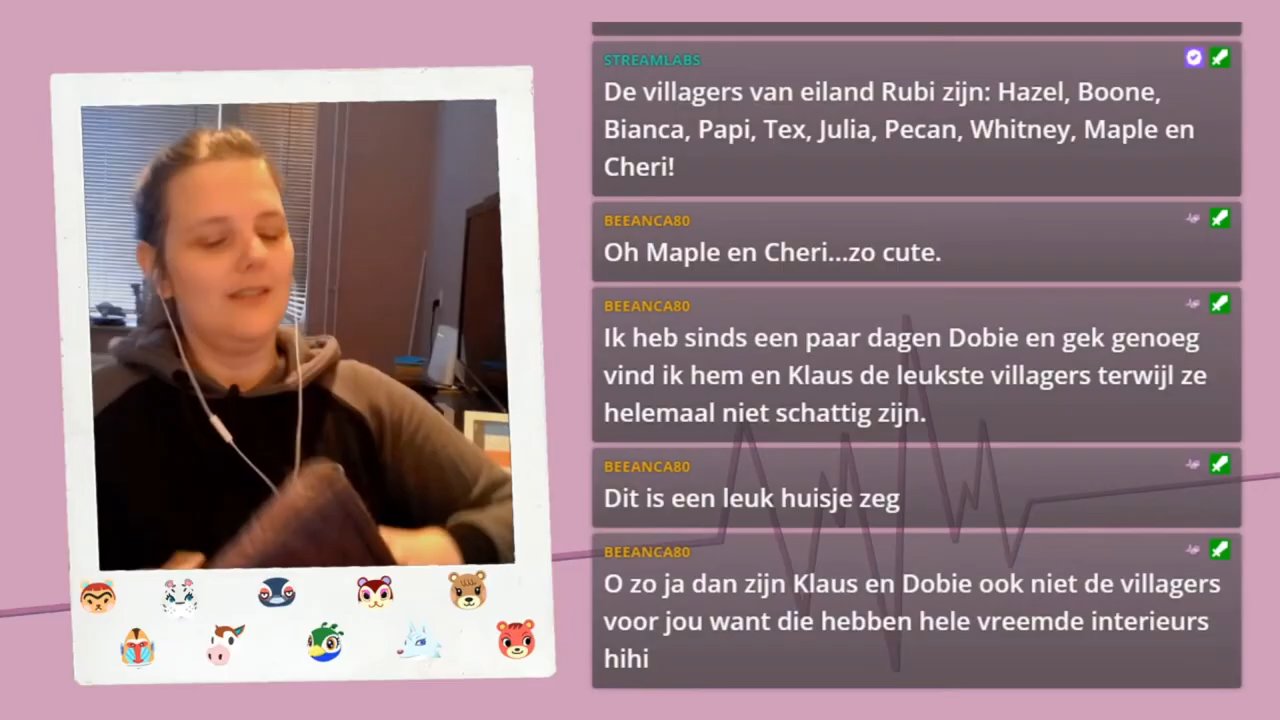 STREAMLABS
De villagers van eiland Rubi zijn: Hazel, Boone,
Bianca, Papi, Tex, Julia, Pecan, Whitney, Maple en
Cheri!
BEEANCA80
Oh Maple en Cheri...zo cute.
BEEANCA80
Ik heb sinds een paar dagen Dobie en gek genoeg
vind ik hem en Klaus de leukste villagers terwijl ze
helemaal niet schattig zijn.
BEEANCA80
Dit is een leuk huisje zeg
BEEANCA80
O zo ja dan zijn Klaus en Dobie ook niet de villagers
voor jou want die hebben hele vreemde interieurs
hihi